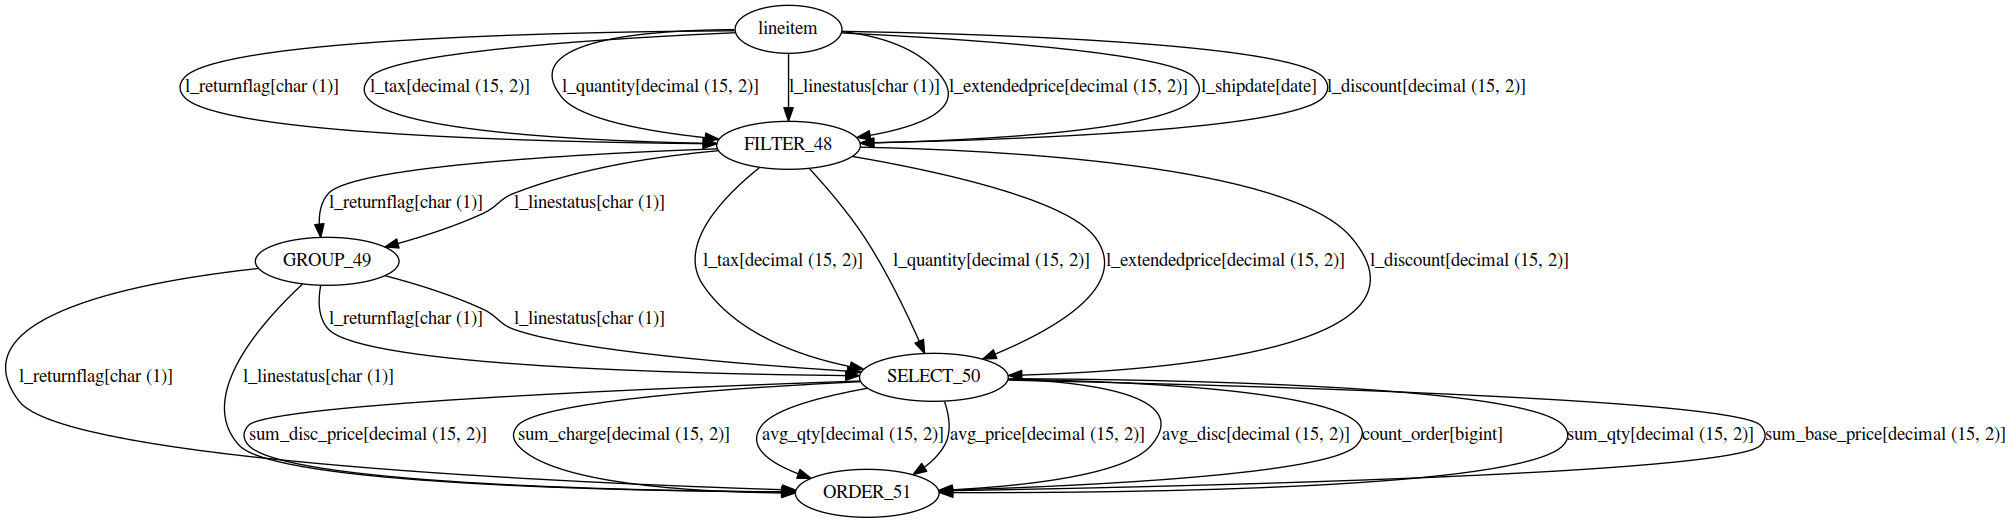 lineitem
l_returnflag[char (1)]
l_tax[decimal (15, 2)]
l_quantity[decimal (15, 2)]
l_linestatus[char (1)]
l_extendedprice[decimal (15, 2)]
l_shipdate[date]
l_discount[decimal (15, 2)]
FILTER_48
l_returnflag[char (1)]
l_linestatus[char (1)]
GROUP_49
l_tax[decimal (15, 2)]
l_quantity[decimal (15, 2)]
l_extendedprice[decimal (15, 2)]
l_discount[decimal (15, 2)]
l_returnflag[char (1)]
l_linestatus[char (1)]
l_returnflag[char (1)]
l_linestatus[char (1)]
SELECT_50
sum_disc_price[decimal (15, 2)]
sum_charge[decimal (15, 2)]
avg_qty[decimal (15, 2)]
avg_price[decimal (15, 2)]
avg_disc[decimal (15, 2)]
count_order[bigint]
sum_qty[decimal (15, 2)]
sum_base_price[decimal (15, 2)]
ORDER_51